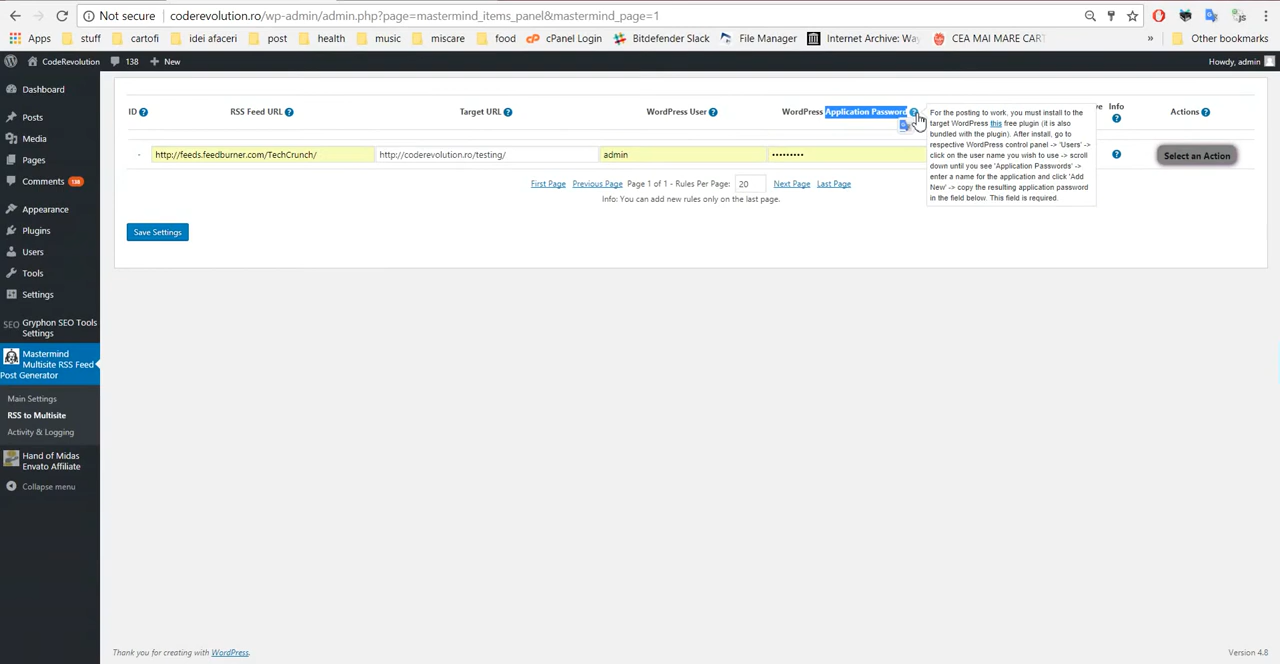 Not secure coderevolution.ro/wp-admin/admin.php?page=mastermind_items_panel&mastermind_page=1
Apps stuff cartofi idei afaceri post health music miscare food cPanel Login Bitdefender Slack File Manager Internet Archive: CEA MAI MARE » Other bookmarks
CodeRevolution 138 New Howdy, admin
Dashboard
Posts
Media
Pages
Comments 138
Appearance
Plugins
Users
Tools
Settings
SEO Gryphon SEO Tools
Settings
Mastermind
Multisite RSS Feed
Post Generator
Main Settings
RSS to Multisite
Activity & Logging
Hand of Midas
Envato Affiliate
Collapse menu
ID RSS Feed URL Target URL WordPress User WordPress Application Password Info Actions
- http://feeds.feedburner.com/TechCrunch/ http://coderevolution.ro/testing/ admin ••••••••• Select an Action
For the posting to work, you must install to the
target WordPress this free plugin (it is also
bundled with the plugin). After install, go to
respective WordPress control panel -> 'Users' ->
click on the user name you wish to use -> scroll
down until you see 'Application Passwords' ->
enter a name for the application and click 'Add
New' -> copy the resulting application password
in the field below. This field is required.
First Page Previous Page Page 1 of 1 - Rules Per Page: 20 Next Page Last Page
Info: You can add new rules only on the last page.
Save Settings
Thank you for creating with WordPress. Version 4.8